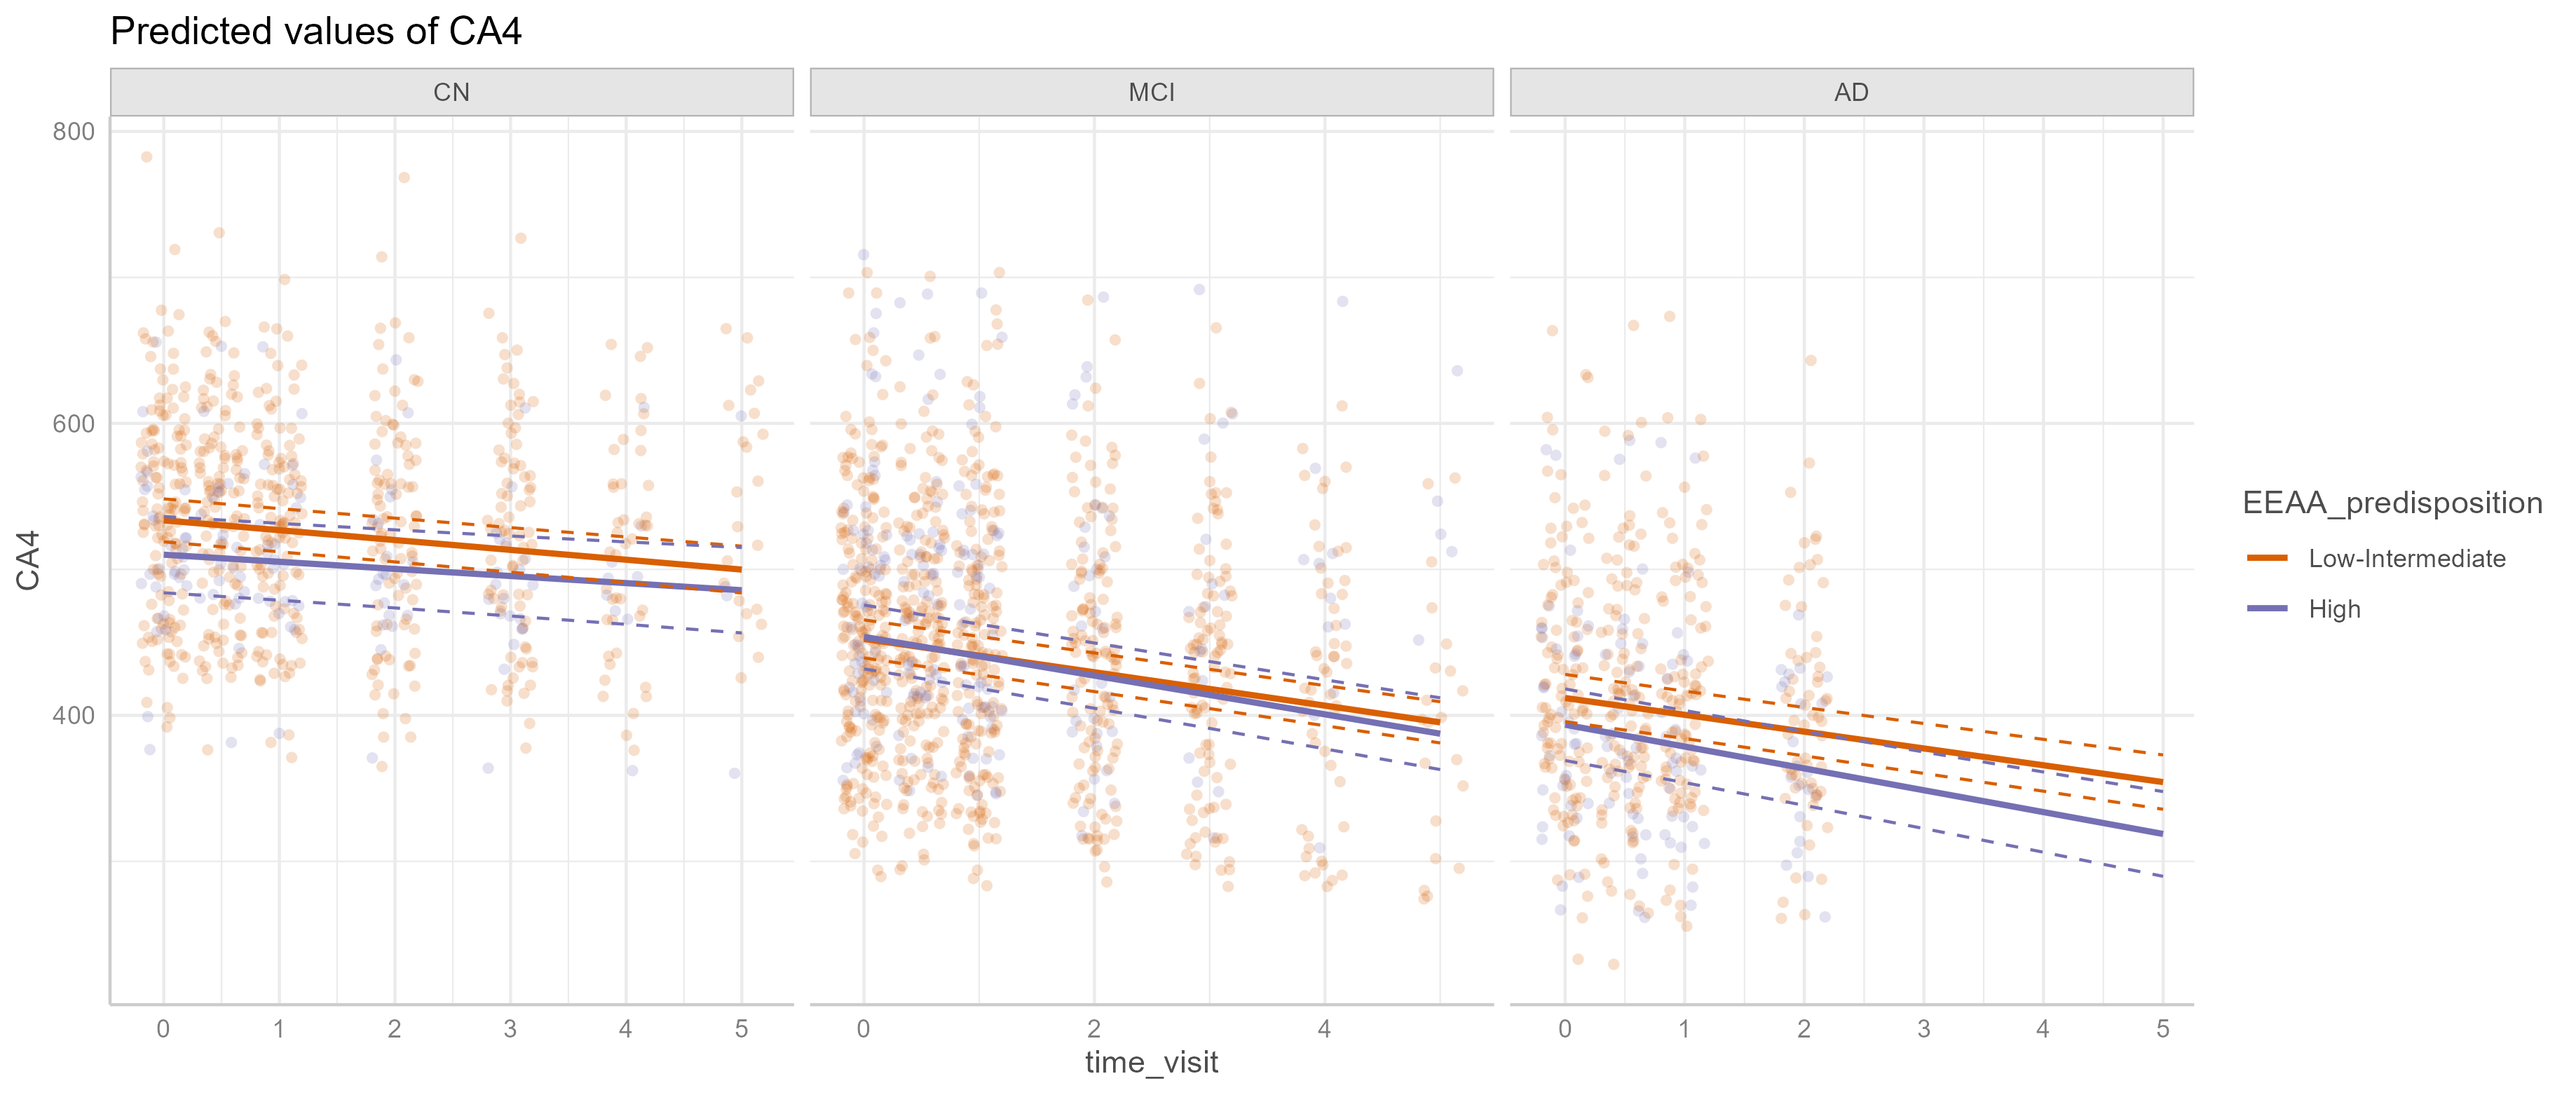 Predicted values of CA4
CN
MCI
AD
800
600
400
CA4
0 1 2 3 4 5
0 2 4
0 1 2 3 4 5
time_visit
EEAA_predisposition
Low-Intermediate
High